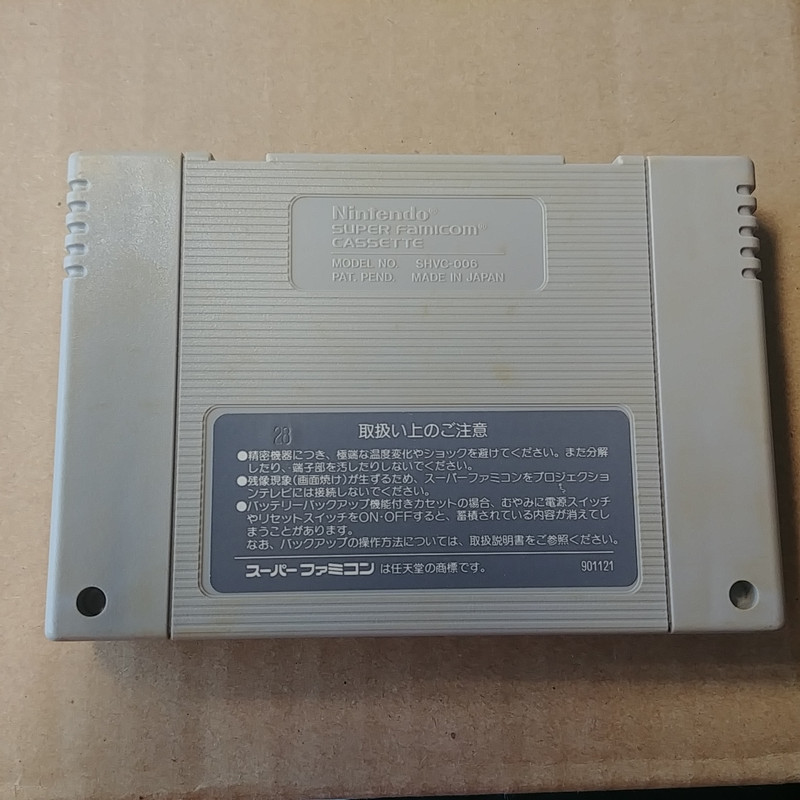 Nintendo®
SUPER FAMICOM®
CASSETTE
MODEL NO. SHVC-006
PAT. PEND. MADE IN JAPAN
23
取扱い上のご注意
●精密機器につき、極端な温度変化やショックを避けてください。また分解
したり、端子部を汚したりしないでください。
●残像現象(画面焼け)が生ずるため、スーパーファミコンをプロジェクショ
ンテレビには接続しないでください。
●バッテリーバックアップ機能付きカセットの場合、むやみに電源スイッチ
やリセットスイッチをON・OFFすると、蓄積されている内容が消えてし
まうことがあります。
なお、バックアップの操作方法については、取扱説明書をご参照ください。
スーパーファミコン は任天堂の商標です。 901121